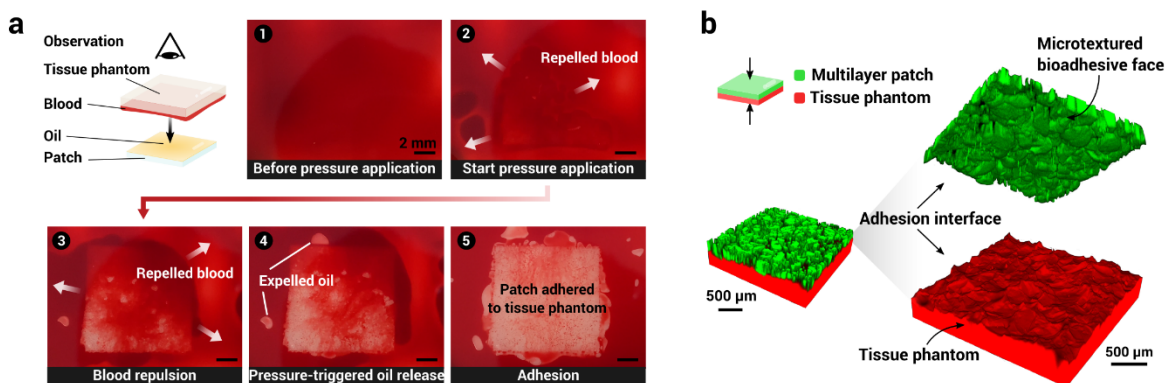 a
Observation
Tissue phantom
Blood
Oil
Patch
1
2 mm
Before pressure application
2
Repelled blood
Start pressure application
3
Repelled blood
Blood repulsion
4
Expelled oil
Pressure-triggered oil release
5
Patch adhered
to tissue phantom
Adhesion
b
Multilayer patch
Tissue phantom
Microtextured
bioadhesive face
Adhesion interface
500 µm
Tissue phantom
500 µm